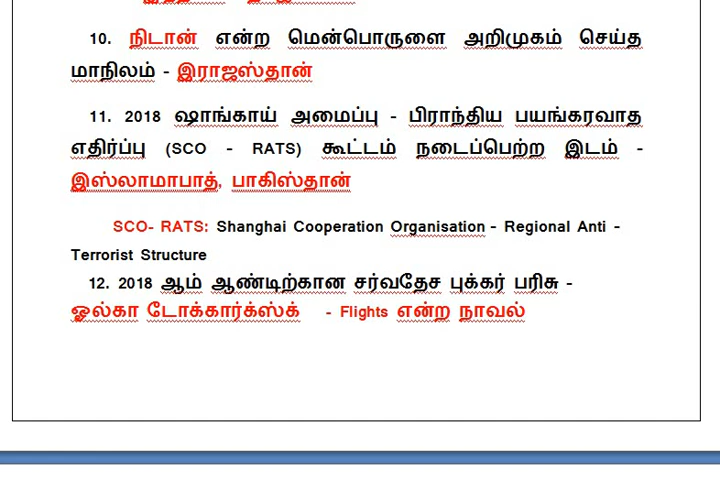 10. நிடான் என்ற மென்பொருளை அறிமுகம் செய்த
மாநிலம் - இராஜஸ்தான்
11. 2018 ஷாங்காய் அமைப்பு - பிராந்திய பயங்கரவாத
எதிர்ப்பு (SCO - RATS) கூட்டம் நடைப்பெற்ற இடம் -
இஸ்லாமாபாத், பாகிஸ்தான்
SCO- RATS: Shanghai Cooperation Organisation - Regional Anti -
Terrorist Structure
12. 2018 ஆம் ஆண்டிற்கான சர்வதேச புக்கர் பரிசு -
ஓல்கா டோக்கார்க்ஸ்க் - Flights என்ற நாவல்